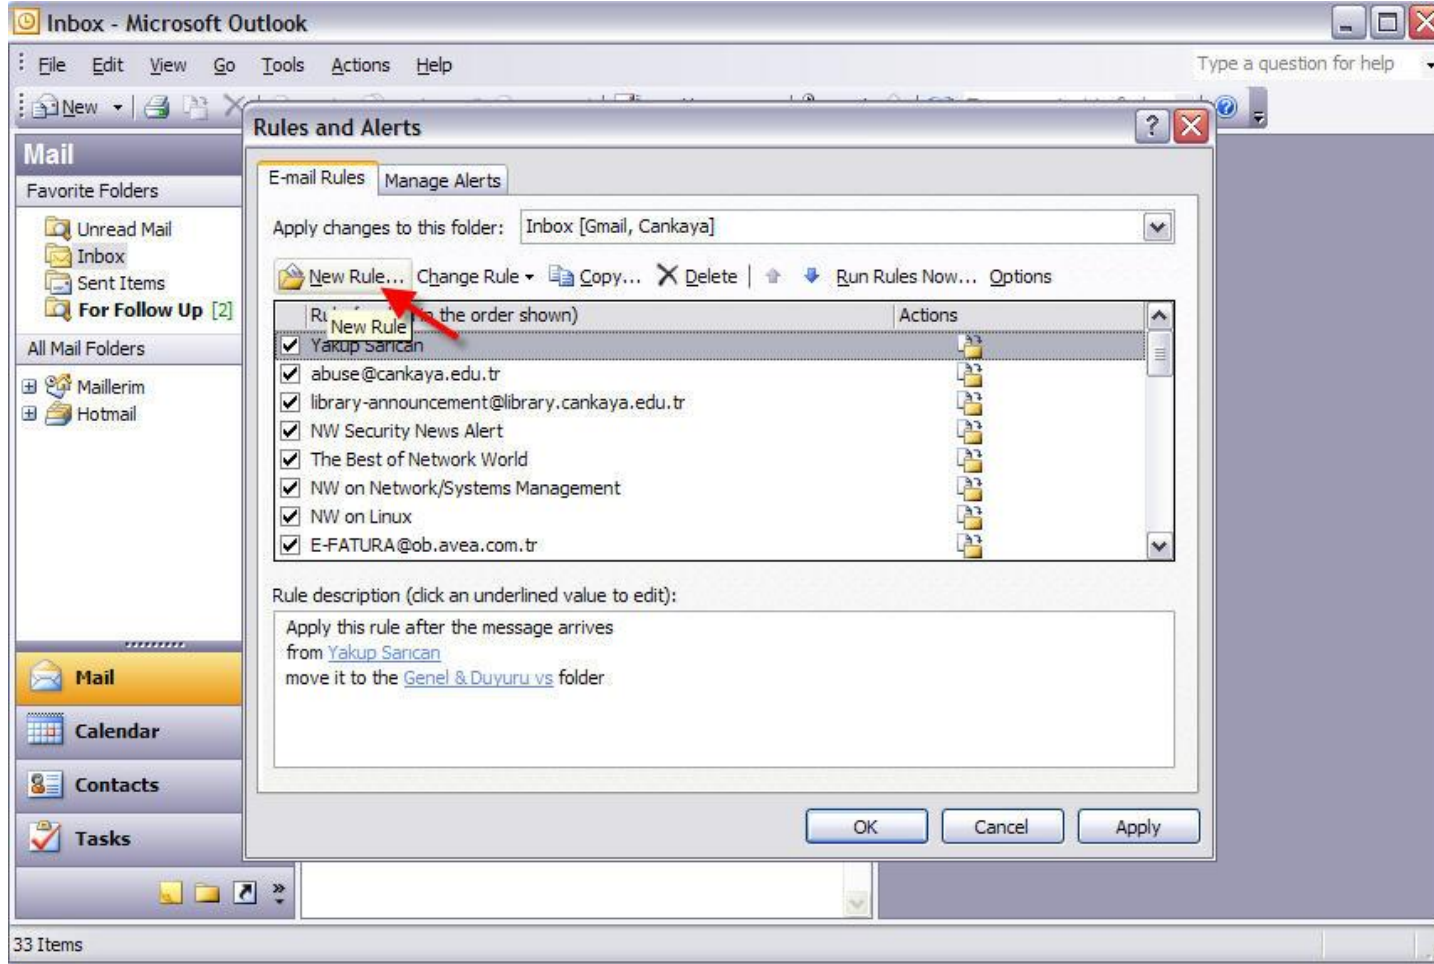 Inbox - Microsoft Outlook
File Edit View Go Tools Actions Help
Type a question for help
New
Rules and Alerts
Mail
Favorite Folders
Unread Mail
Inbox
Sent Items
For Follow Up [2]
All Mail Folders
Maillerim
Hotmail
E-mail Rules Manage Alerts
Apply changes to this folder: Inbox [Gmail, Cankaya]
New Rule... Change Rule Copy... Delete Run Rules Now... Options
the order shown) Actions
New Rule
Yakup Sarıcan
abuse@cankaya.edu.tr
library-announcement@library.cankaya.edu.tr
NW Security News Alert
The Best of Network World
NW on Network/Systems Management
NW on Linux
E-FATURA@ob.avea.com.tr
Rule description (click an underlined value to edit):
Apply this rule after the message arrives
from Yakup Sarıcan
move it to the Genel & Duyuru vs folder
OK Cancel Apply
Mail
Calendar
Contacts
Tasks
33 Items